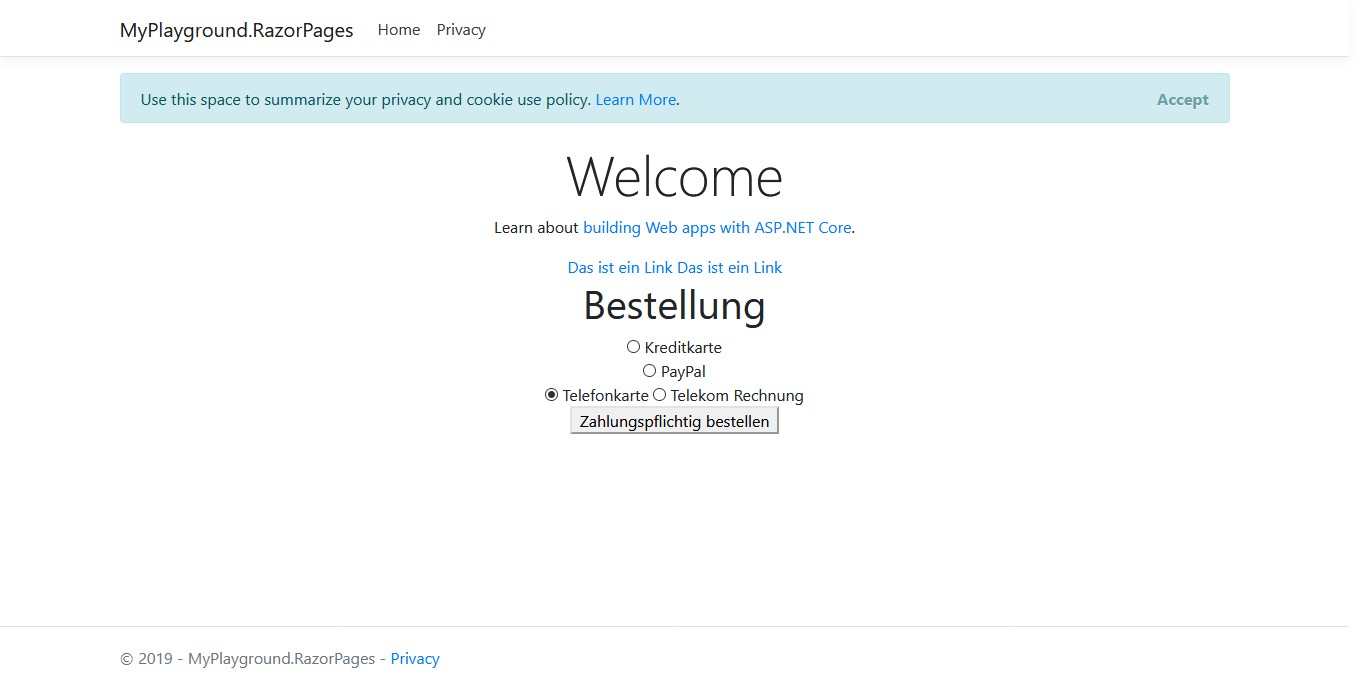 MyPlayground.RazorPages Home Privacy
Use this space to summarize your privacy and cookie use policy. Learn More. Accept
Welcome
Learn about building Web apps with ASP.NET Core.
Das ist ein Link Das ist ein Link
Bestellung
Kreditkarte
PayPal
Telefonkarte Telekom Rechnung
Zahlungspflichtig bestellen
© 2019 - MyPlayground.RazorPages - Privacy